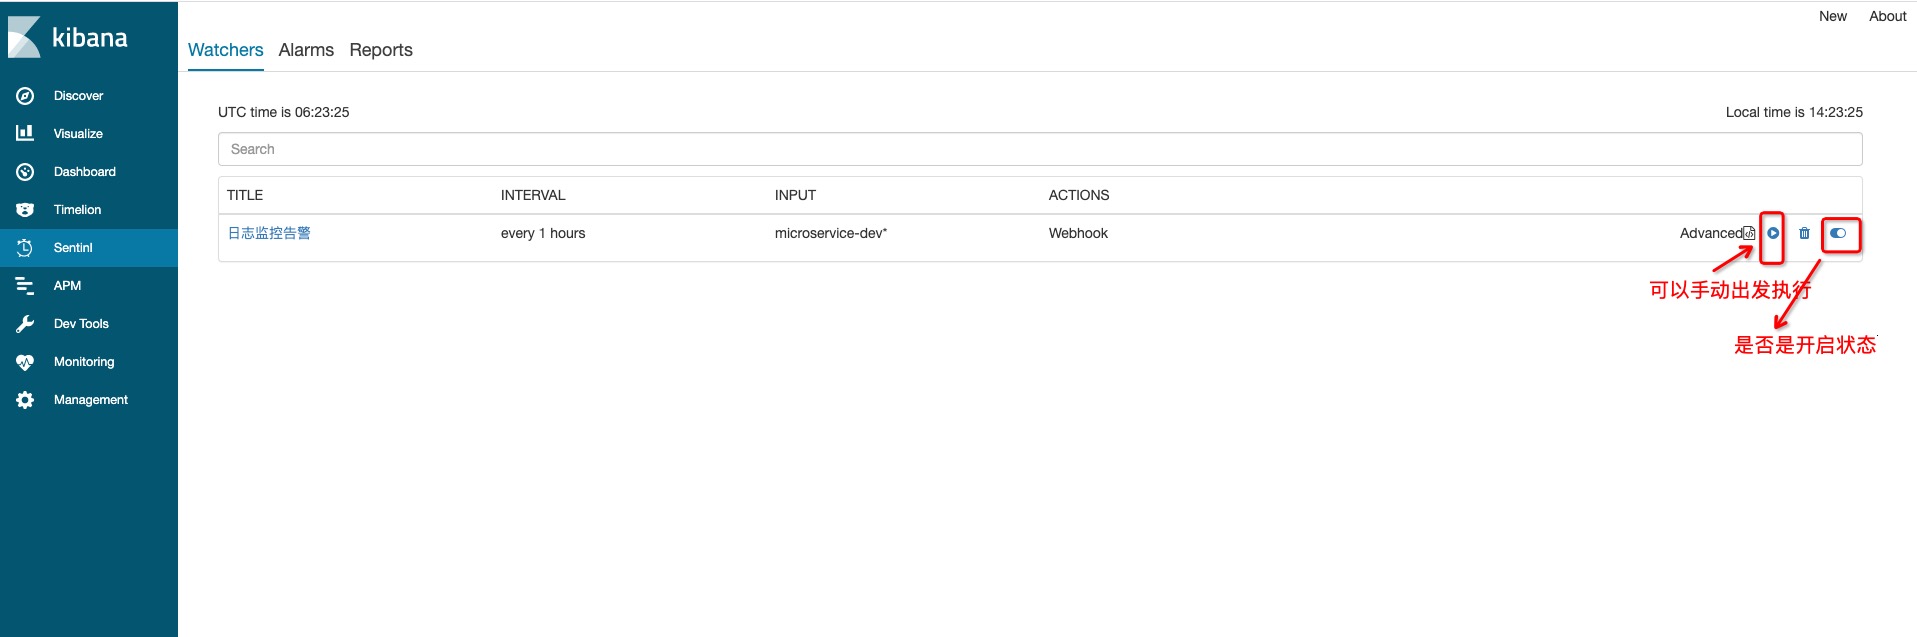 New About
kibana
Watchers Alarms Reports
Discover
Visualize
Dashboard
Timelion
Sentinl
APM
Dev Tools
Monitoring
Management
UTC time is 06:23:25 Local time is 14:23:25
Search
TITLE INTERVAL INPUT ACTIONS
日志监控告警 every 1 hours microservice-dev* Webhook Advanced
可以手动出发执行
是否是开启状态